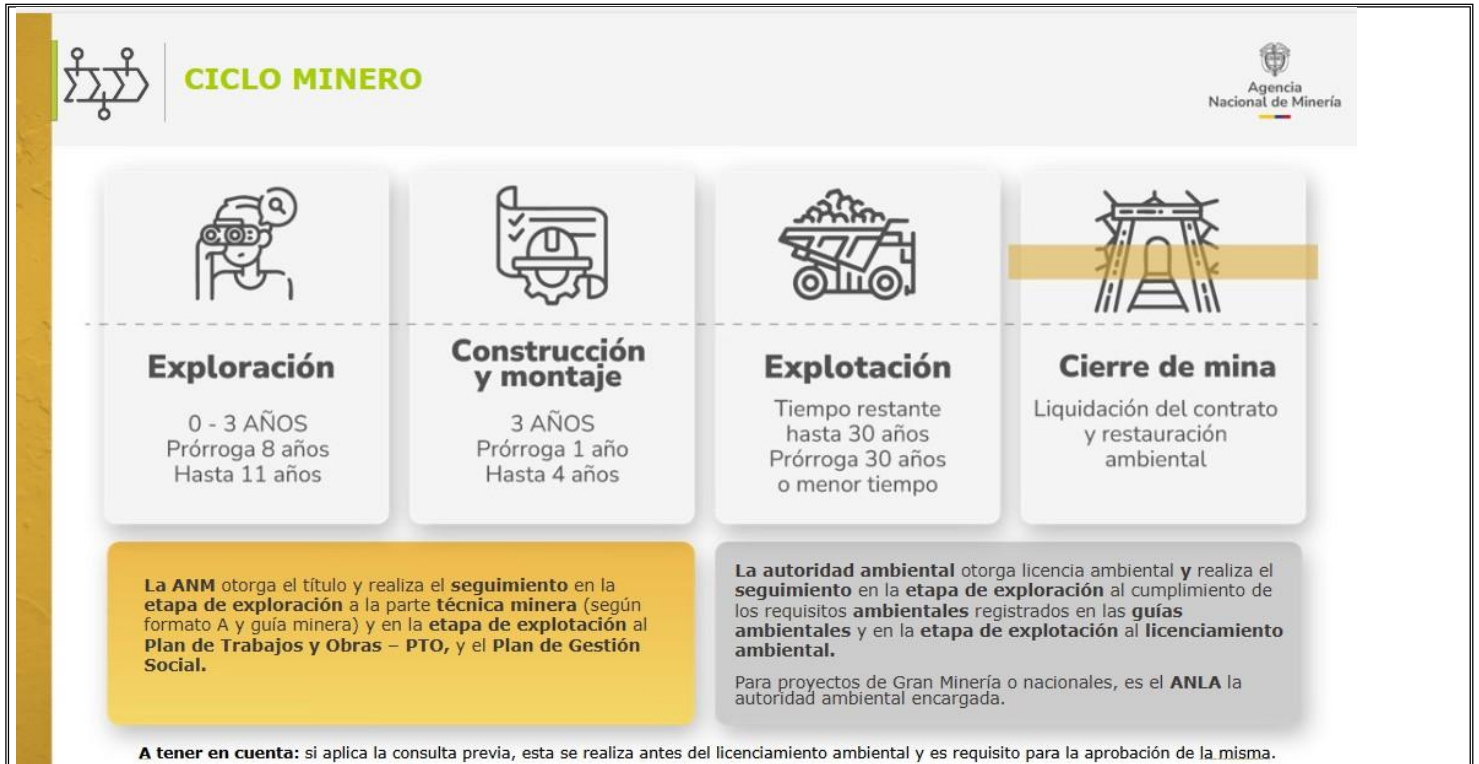 CICLO MINERO
Agencia
Nacional de Minería
Exploración
0 - 3 AÑOS
Prórroga 8 años
Hasta 11 años
Construcción
y montaje
3 AÑOS
Prórroga 1 año
Hasta 4 años
Explotación
Tiempo restante
hasta 30 años
Prórroga 30 años
o menor tiempo
Cierre de mina
Liquidación del contrato
y restauración
ambiental
La ANM otorga el título y realiza el seguimiento en la
etapa de exploración a la parte técnica minera (según
formato A y guía minera) y en la etapa de explotación al
Plan de Trabajos y Obras – PTO, y el Plan de Gestión
Social.
La autoridad ambiental otorga licencia ambiental y realiza el
seguimiento en la etapa de exploración al cumplimiento de
los requisitos ambientales registrados en las guías
ambientales y en la etapa de explotación al licenciamiento
ambiental.
Para proyectos de Gran Minería o nacionales, es el ANLA la
autoridad ambiental encargada.
A tener en cuenta: si aplica la consulta previa, esta se realiza antes del licenciamiento ambiental y es requisito para la aprobación de la misma.